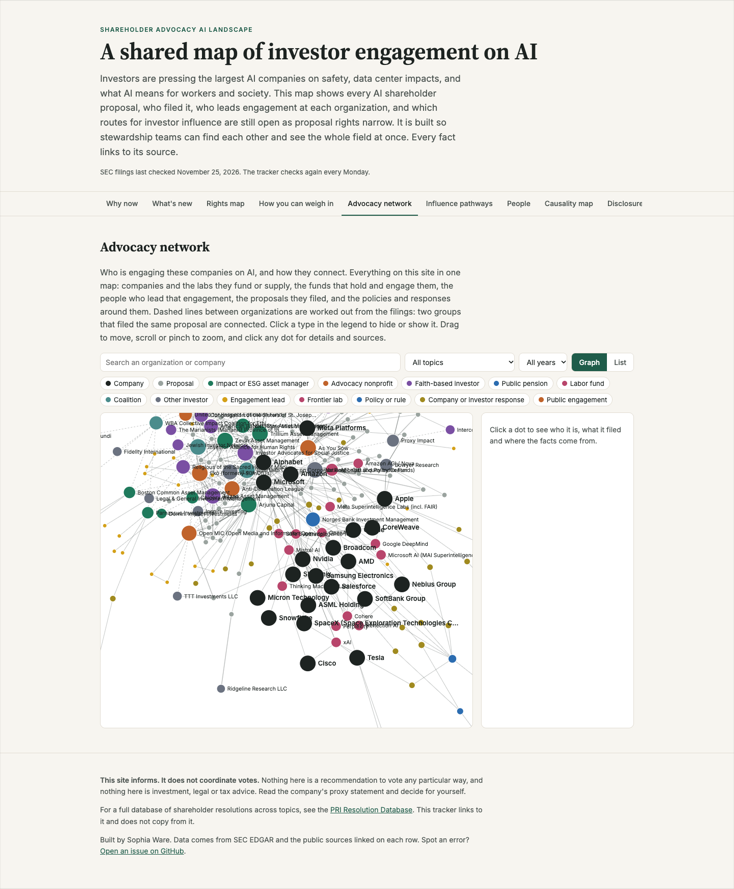 SHAREHOLDER ADVOCACY AI LANDSCAPE
A shared map of investor engagement on AI
Investors are pressing the largest AI companies on safety, data center impacts, and
what AI means for workers and society. This map shows every AI shareholder
proposal, who filed it, who leads engagement at each organization, and which
routes for investor influence are still open as proposal rights narrow. It is built so
stewardship teams can find each other and see the whole field at once. Every fact
links to its source.
SEC filings last checked November 25, 2026. The tracker checks again every Monday.
Why now What's new Rights map How you can weigh in Advocacy network Influence pathways People Causality map Disclosure
Advocacy network
Who is engaging these companies on AI, and how they connect. Everything on this site in one
map: companies and the labs they fund or supply, the funds that hold and engage them, the
people who lead that engagement, the proposals they filed, and the policies and responses
around them. Dashed lines between organizations are worked out from the filings: two groups
that filed the same proposal are connected. Click a type in the legend to hide or show it. Drag
to move, scroll or pinch to zoom, and click any dot for details and sources.
Search an organization or company All topics All years Graph List
Company Proposal Impact or ESG asset manager Advocacy nonprofit Faith-based investor Public pension Labor fund
Coalition Other investor Engagement lead Frontier lab Policy or rule Company or investor response Public engagement
Click a dot to see who it is, what it filed
and where the facts come from.
Meta Platforms
Proxy Impact
As You Sow
Investor Advocates for Social Justice
Fidelity International
Alphabet
Amazon
Microsoft
Apple
Arjuna Capital
Norges Bank Investment Management
CoreWeave
Broadcom
Google DeepMind
Mistral AI
Nvidia
AMD
Samsung Electronics
Salesforce
Nebius Group
TTT Investments LLC
Micron Technology
SoftBank Group
ASML Holding
Cohere
xAI
Cisco
Tesla
Ridgeline Research LLC
This site informs. It does not coordinate votes. Nothing here is a recommendation to vote any particular way, and
nothing here is investment, legal or tax advice. Read the company's proxy statement and decide for yourself.
For a full database of shareholder resolutions across topics, see the PRI Resolution Database. This tracker links to
it and does not copy from it.
Built by Sophia Ware. Data comes from SEC EDGAR and the public sources linked on each row. Spot an error?
Open an issue on GitHub.